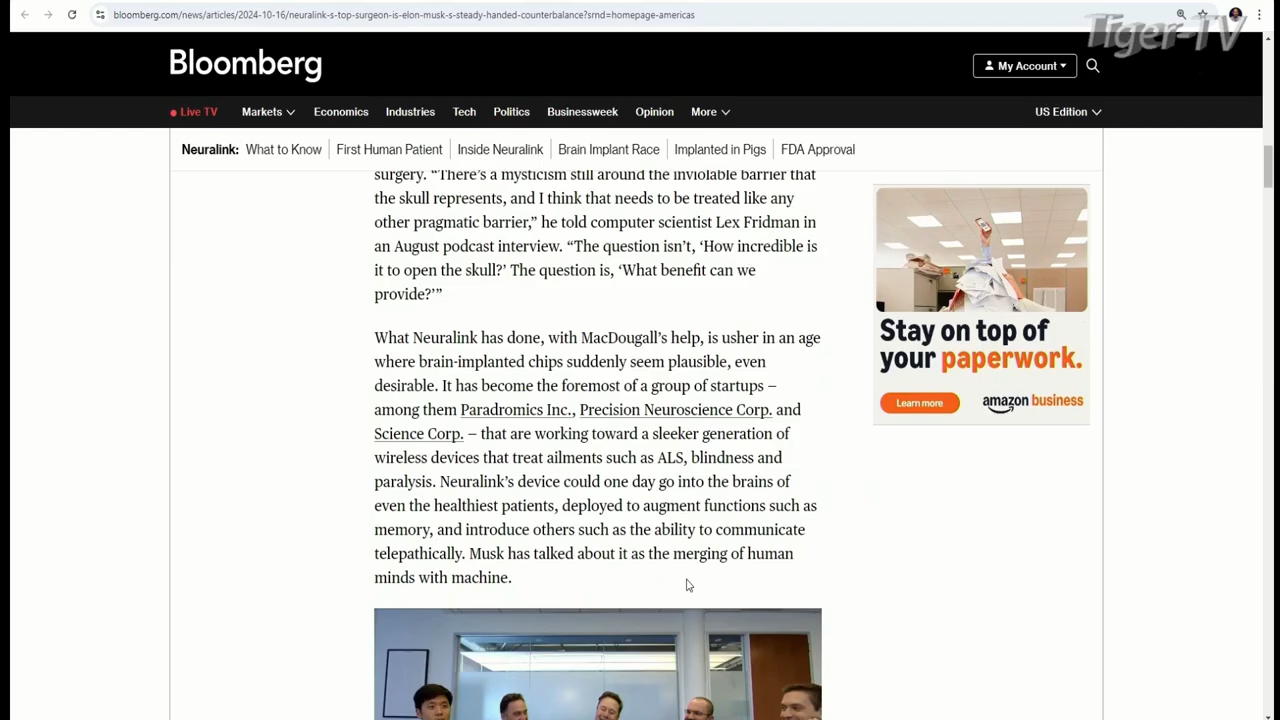 bloomberg.com/news/articles/2024-10-16/neuralink-s-top-surgeon-is-elon-musk-s-steady-handed-counterbalance?srnd=homepage-americas
Tiger-TV
Bloomberg
My Account
Live TV Markets Economics Industries Tech Politics Businessweek Opinion More US Edition
Neuralink: What to Know First Human Patient Inside Neuralink Brain Implant Race Implanted in Pigs FDA Approval
surgery. “There’s a mysticism still around the inviolable barrier that
the skull represents, and I think that needs to be treated like any
other pragmatic barrier,” he told computer scientist Lex Fridman in
an August podcast interview. “The question isn’t, ‘How incredible is
it to open the skull?’ The question is, ‘What benefit can we
provide?’”
What Neuralink has done, with MacDougall’s help, is usher in an age
where brain-implanted chips suddenly seem plausible, even
desirable. It has become the foremost of a group of startups –
among them Paradromics Inc., Precision Neuroscience Corp. and
Science Corp. – that are working toward a sleeker generation of
wireless devices that treat ailments such as ALS, blindness and
paralysis. Neuralink’s device could one day go into the brains of
even the healthiest patients, deployed to augment functions such as
memory, and introduce others such as the ability to communicate
telepathically. Musk has talked about it as the merging of human
minds with machine.
Stay on top of
your paperwork.
Learn more
amazon business